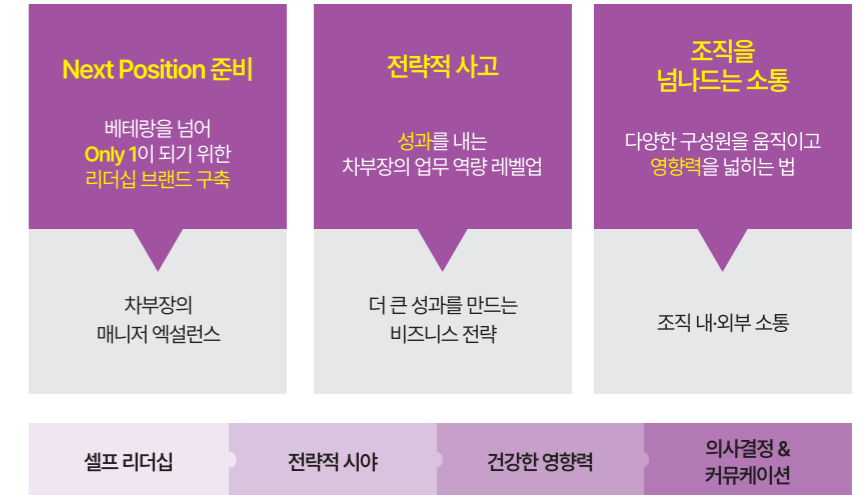 Next Position 준비
베테랑을 넘어
Only 1이 되기 위한
리더십 브랜드 구축
차부장의
매니저 엑설런스
전략적 사고
성과를 내는
차부장의 업무 역량 레벨업
더 큰 성과를 만드는
비즈니스 전략
조직을
넘나드는 소통
다양한 구성원을 움직이고
영향력을 넓히는 법
조직 내·외부 소통
셀프 리더십
전략적 시야
건강한 영향력
의사결정 &
커뮤케이션